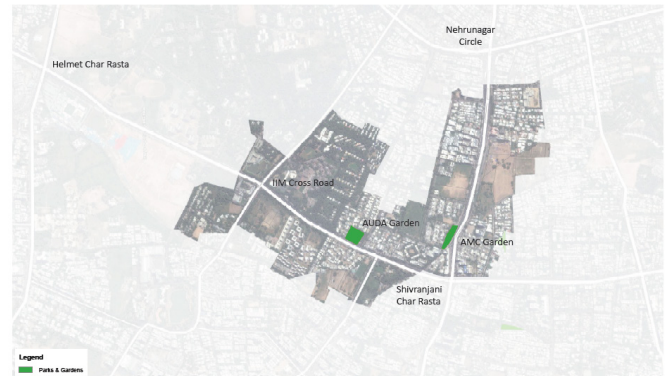 Nehrunagar
Circle
Helmet Char Rasta
IIM Cross Road
AUDA Garden
AMC Garden
Shivranjani
Char Rasta
Legend
Parks & Gardens